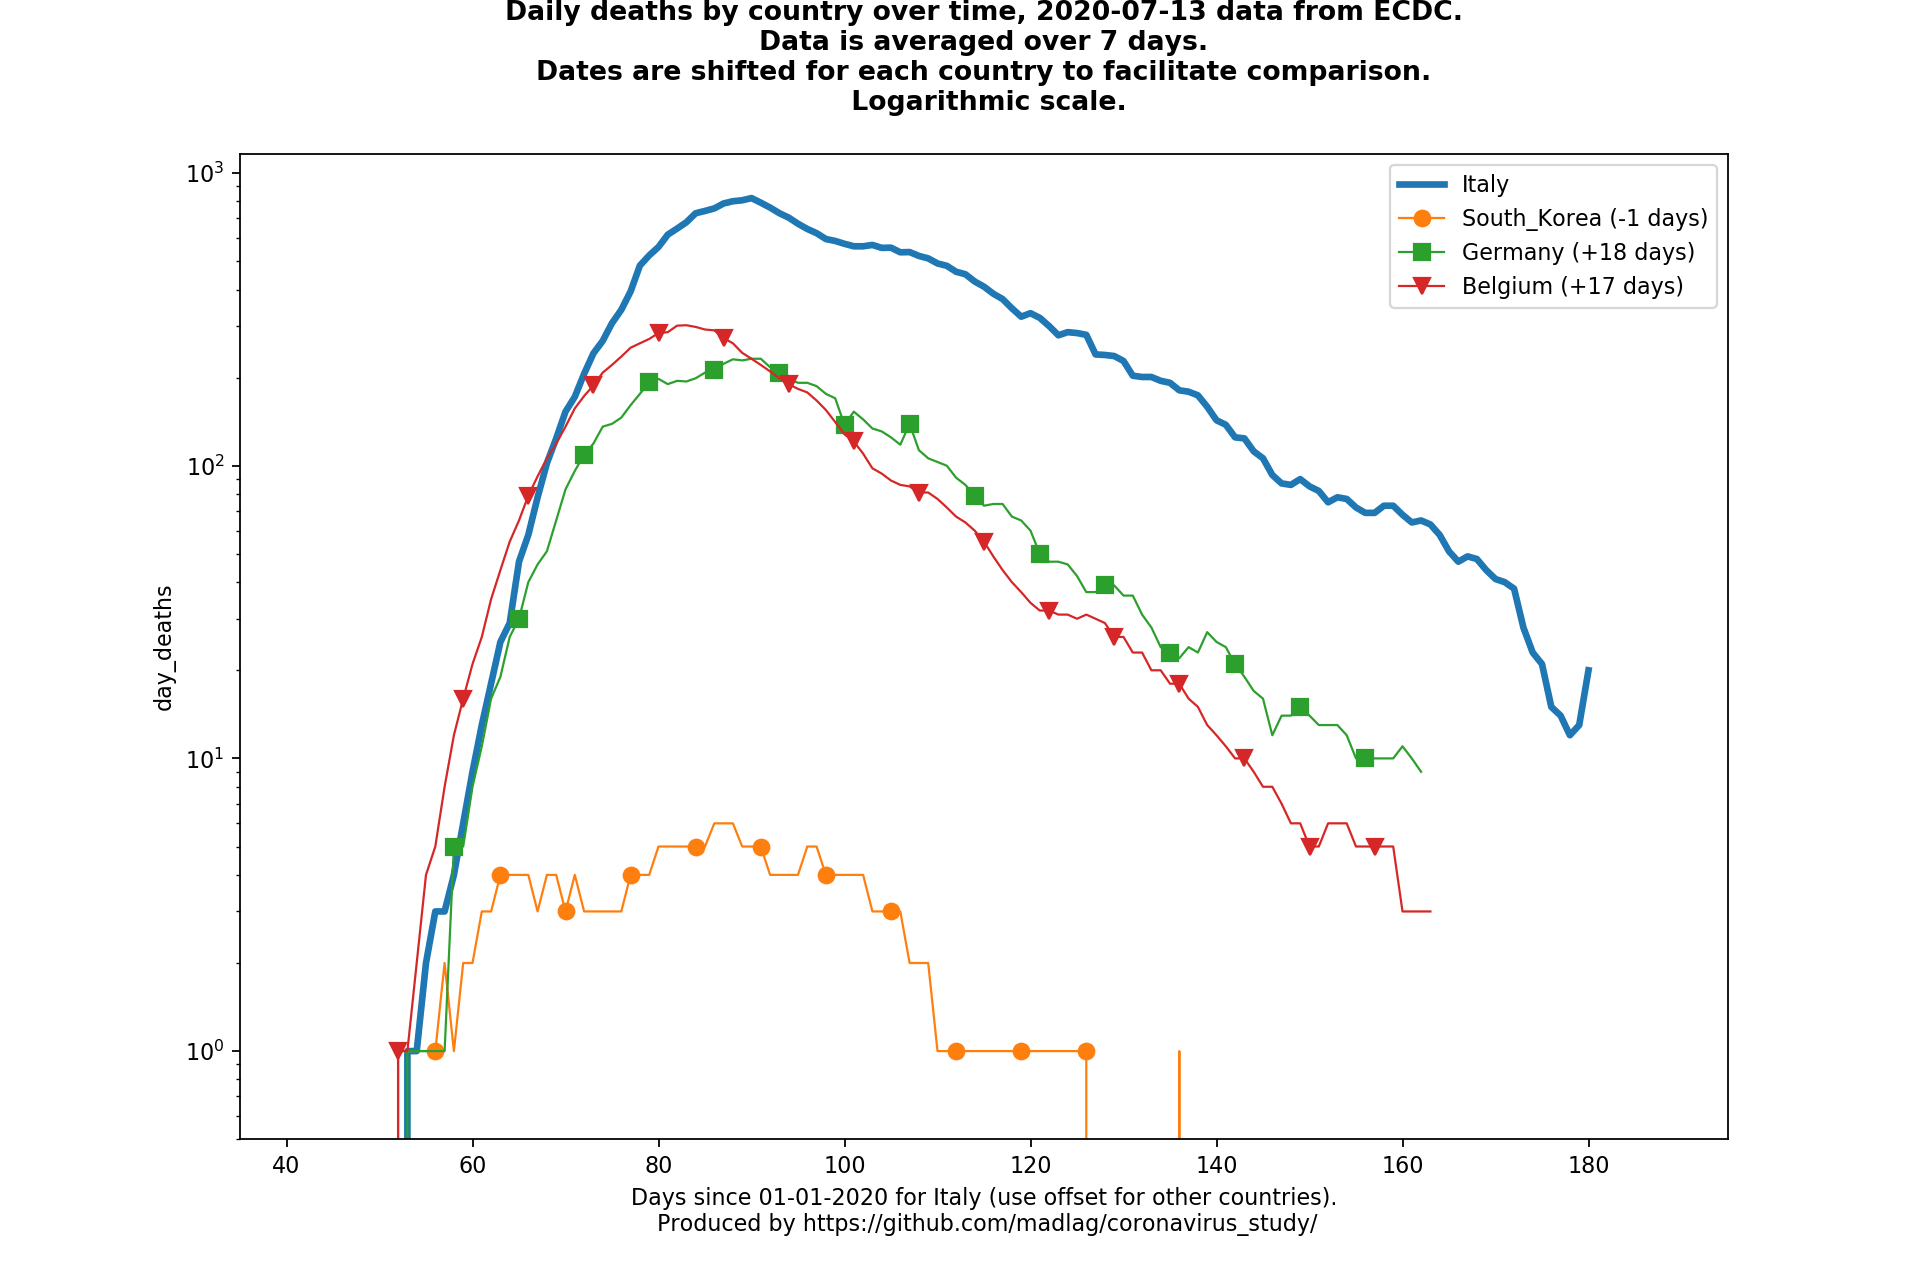 Daily deaths by country over time, 2020-07-13 data from ECDC.
Data is averaged over 7 days.
Dates are shifted for each country to facilitate comparison.
Logarithmic scale.
Italy
South_Korea (-1 days)
Germany (+18 days)
Belgium (+17 days)
10³
10²
10¹
10⁰
day_deaths
40 60 80 100 120 140 160 180
Days since 01-01-2020 for Italy (use offset for other countries).
Produced by https://github.com/madlag/coronavirus_study/